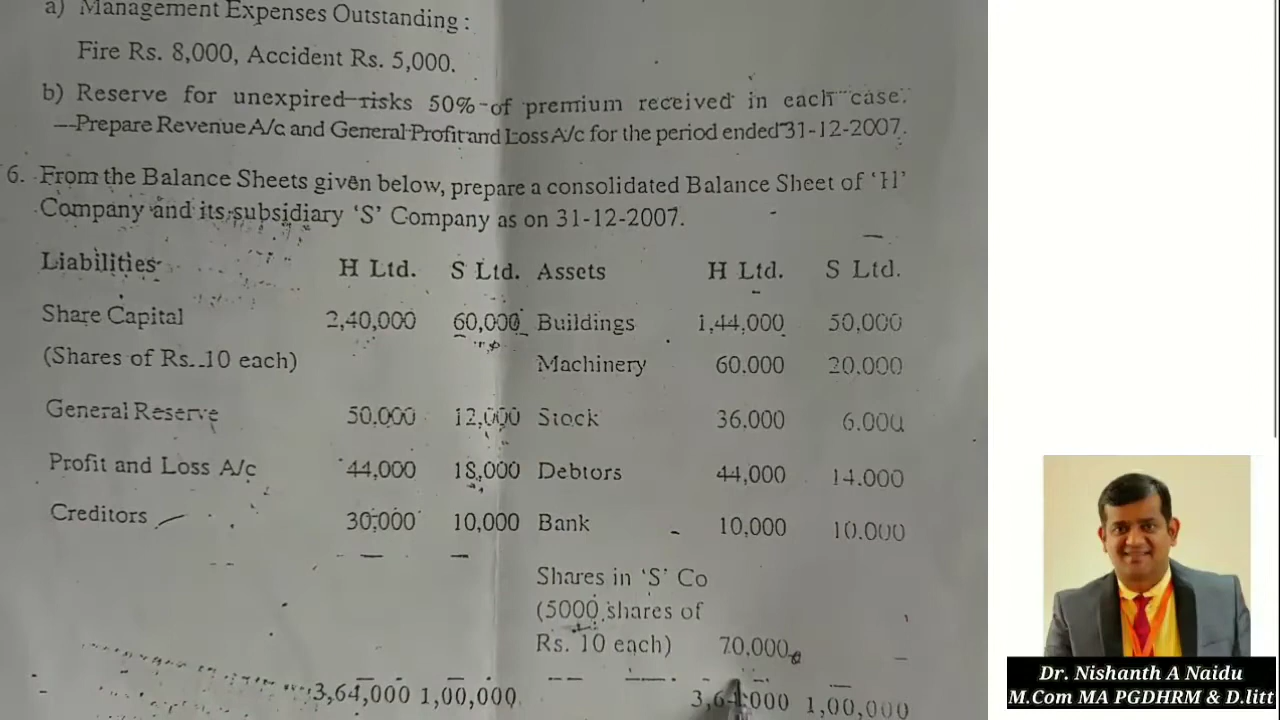 a) Management Expenses Outstanding :
Fire Rs. 8,000, Accident Rs. 5,000.
b) Reserve for unexpired risks 50% of premium received in each case.
Prepare Revenue A/c and General Profit and Loss A/c for the period ended 31-12-2007.
6. From the Balance Sheets given below, prepare a consolidated Balance Sheet of 'H'
Company and its subsidiary 'S' Company as on 31-12-2007.
Liabilities H Ltd. S Ltd. Assets H Ltd. S Ltd.
Share Capital 2,40,000 60,000 Buildings 1,44,000 50,000
(Shares of Rs. 10 each) Machinery 60,000 20,000
General Reserve 50,000 12,000 Stock 36,000 6,000
Profit and Loss A/c 44,000 18,000 Debtors 44,000 14,000
Creditors 30,000 10,000 Bank 10,000 10,000
Shares in 'S' Co
(5000 shares of
Rs. 10 each) 70,000
3,64,000 1,00,000 3,64,000 1,00,000
Dr. Nishanth A Naidu
M.Com MA PGDHRM & D.litt